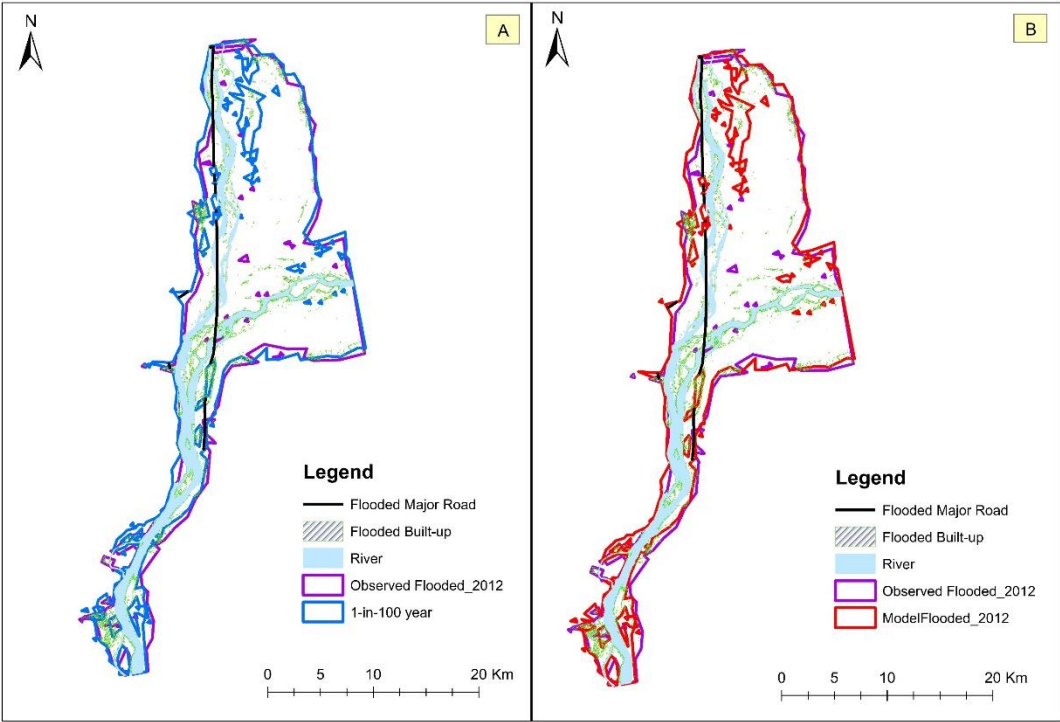 N
A
Legend
Flooded Major Road
Flooded Built-up
River
Observed Flooded_2012
1-in-100 year
0 5 10 20 Km
N
B
Legend
Flooded Major Road
Flooded Built-up
River
Observed Flooded_2012
ModelFlooded_2012
0 5 10 20 Km